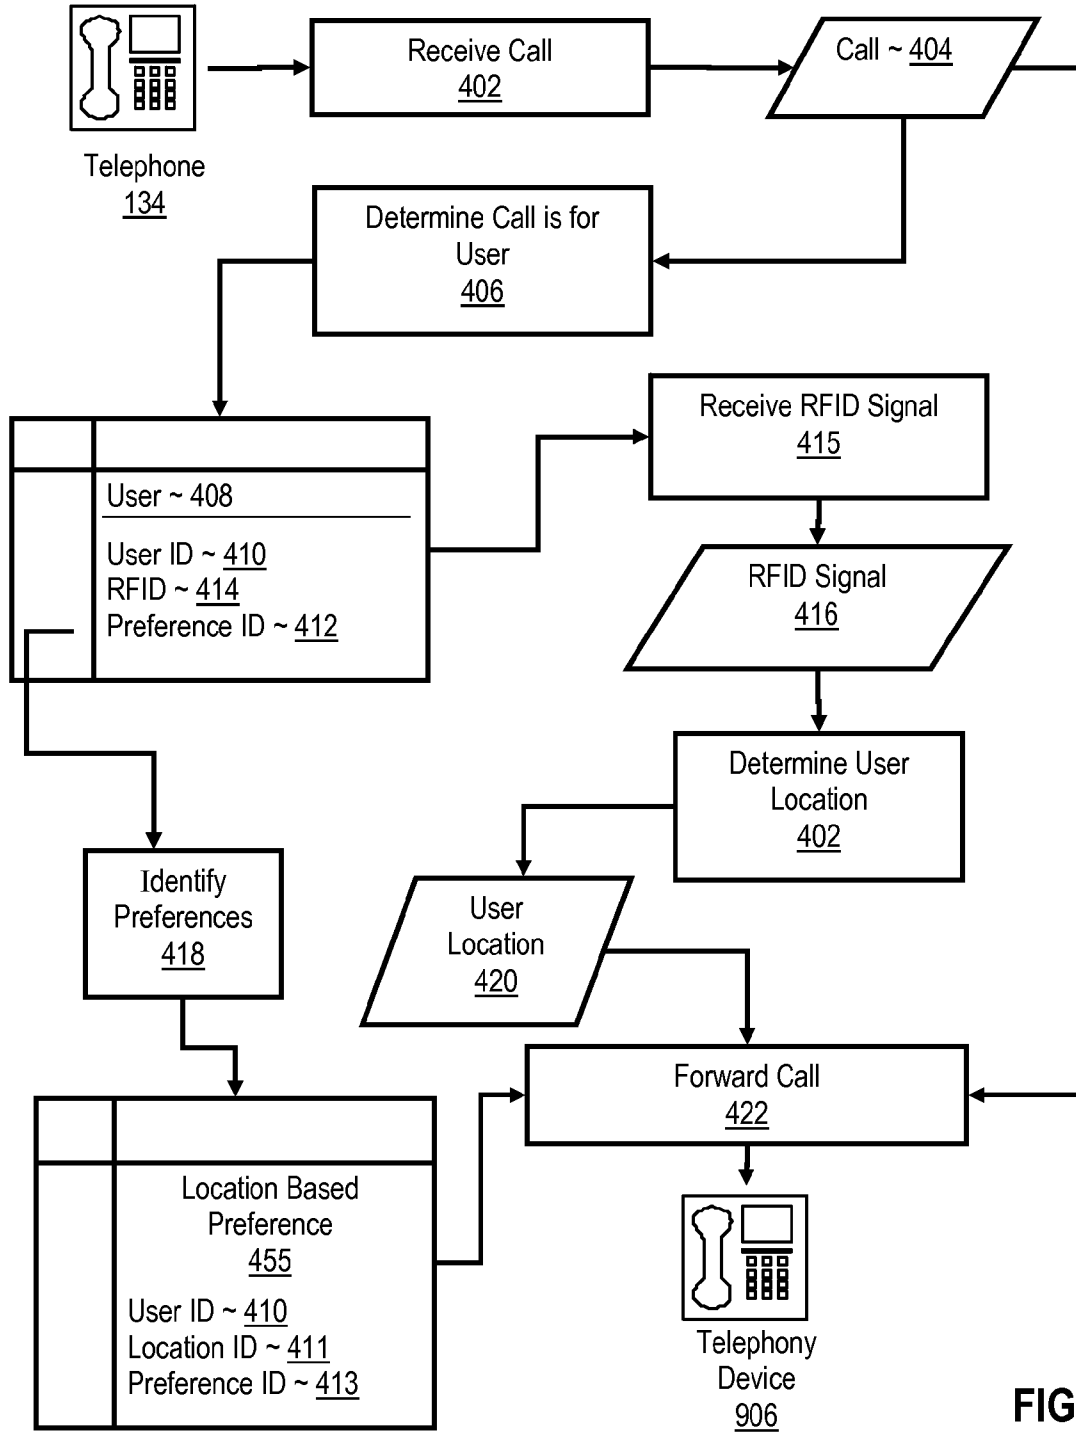 Receive Call
402
Call ~ 404
Telephone
134
Determine Call is for
User
406
Receive RFID Signal
415
User ~ 408
User ID ~ 410
RFID ~ 414
Preference ID ~ 412
RFID Signal
416
Determine User
Location
402
Identify
Preferences
418
User
Location
420
Forward Call
422
Location Based
Preference
455
User ID ~ 410
Location ID ~ 411
Preference ID ~ 413
Telephony
Device
906
FIG